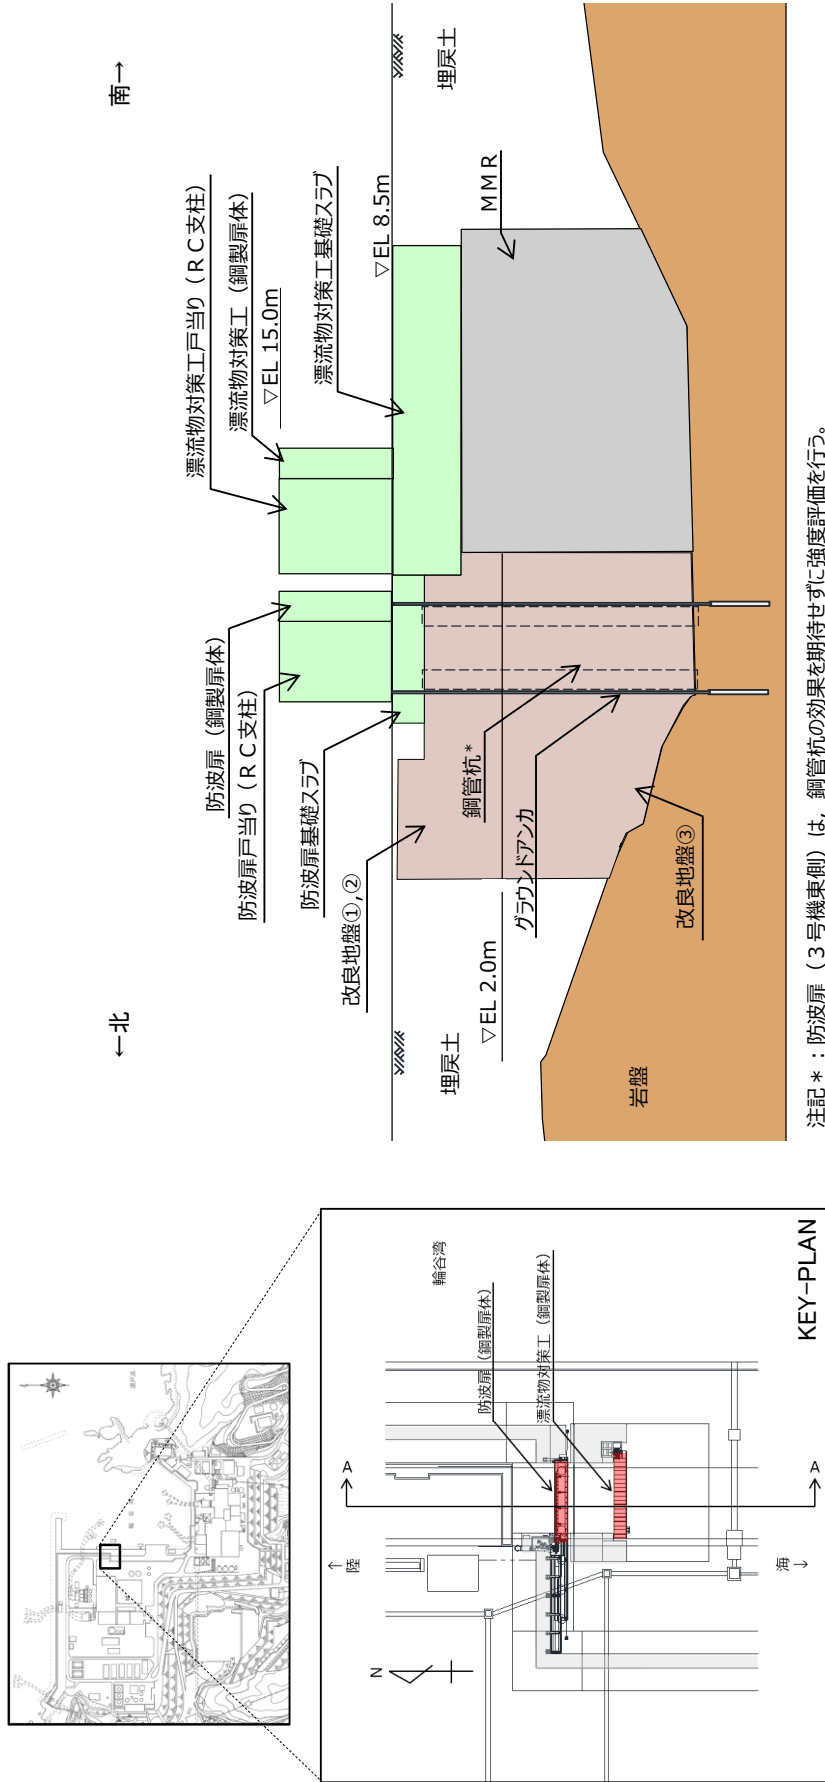 ←北
南→
漂流物対策工戸当り（ＲＣ支柱）
漂流物対策工（鋼製扉体）
▽EL 15.0m
防波扉（鋼製扉体）
防波扉戸当り（ＲＣ支柱）
漂流物対策工基礎スラブ
▽EL 8.5m
防波扉基礎スラブ
改良地盤①,②
埋戻土
埋戻土
ＭＭＲ
鋼管杭*
▽EL 2.0m
グラウンドアンカ
改良地盤③
岩盤
注記*：防波扉（３号機東側）は，鋼管杭の効果を期待せずに強度評価を行う。
輪谷湾
防波扉（鋼製扉体）
漂流物対策工（鋼製扉体）
A
A
↑
陸
海
↓
N
KEY-PLAN